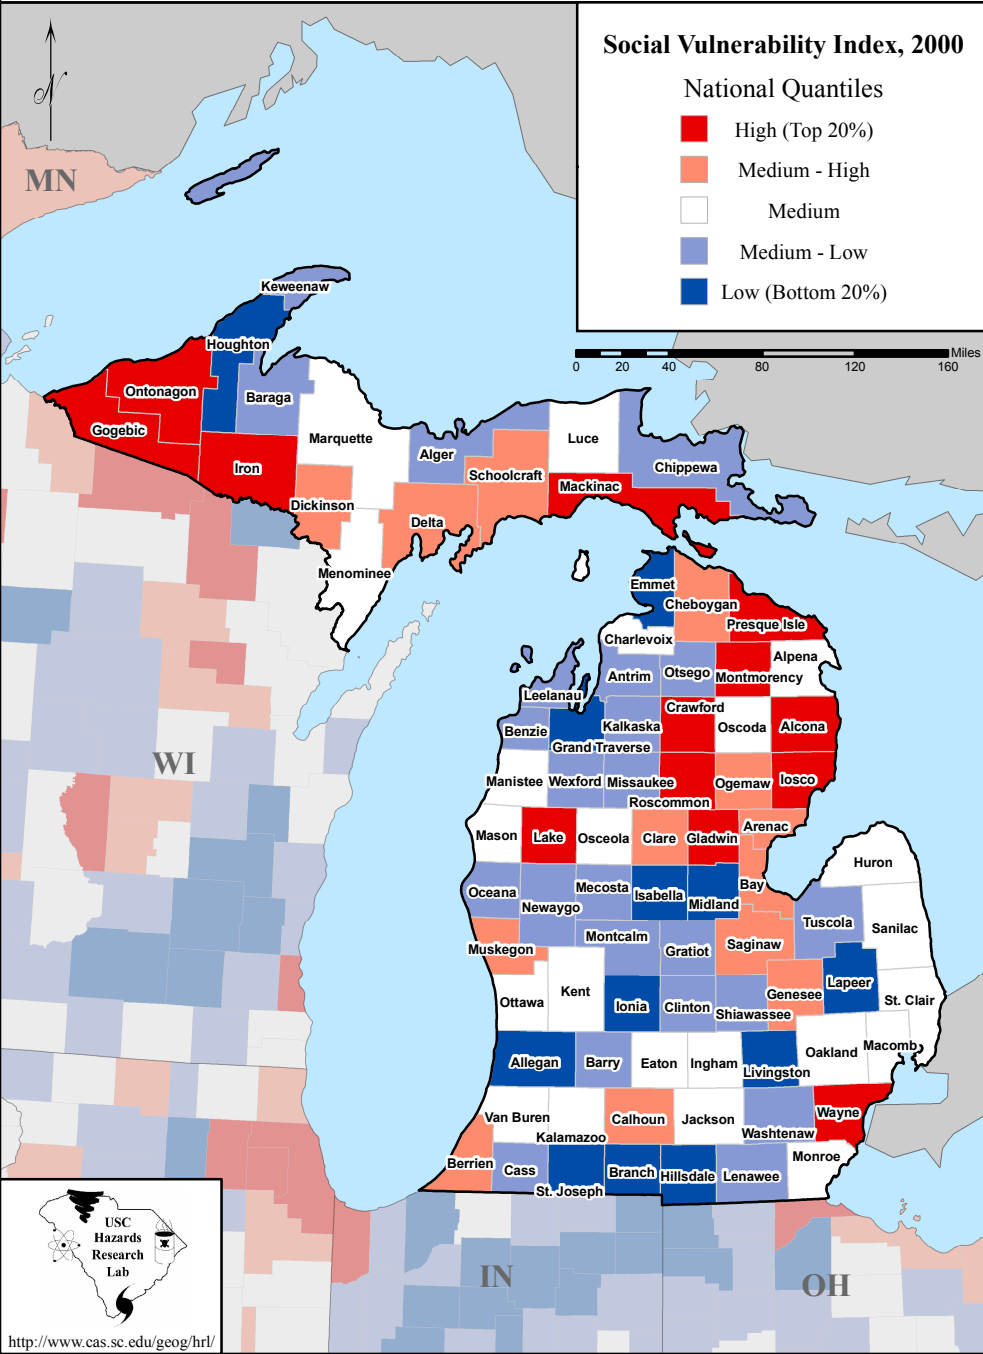 Social Vulnerability Index, 2000
National Quantiles
High (Top 20%)
Medium - High
Medium
Medium - Low
Low (Bottom 20%)
N
MN
Miles
0 20 40 80 120 160
Keweenaw
Houghton
Ontonagon
Baraga
Gogebic
Marquette
Luce
Alger
Iron
Schoolcraft
Chippewa
Mackinac
Dickinson
Delta
Menominee
Emmet
Cheboygan
Presque Isle
Charlevoix
Alpena
Antrim
Otsego
Montmorency
Leelanau
Crawford
Benzie
Kalkaska
Oscoda
Alcona
Grand Traverse
WI
Manistee
Wexford
Missaukee
Ogemaw
Iosco
Roscommon
Mason
Lake
Osceola
Clare
Gladwin
Arenac
Huron
Oceana
Newaygo
Mecosta
Isabella
Midland
Bay
Tuscola
Sanilac
Muskegon
Montcalm
Gratiot
Saginaw
Ottawa
Kent
Ionia
Clinton
Shiawassee
Genesee
Lapeer
St. Clair
Allegan
Barry
Eaton
Ingham
Livingston
Oakland
Macomb
Van Buren
Kalamazoo
Calhoun
Jackson
Washtenaw
Wayne
Monroe
Berrien
Cass
St. Joseph
Branch
Hillsdale
Lenawee
USC
Hazards
Research
Lab
http://www.cas.sc.edu/geog/hrl/
IN
OH